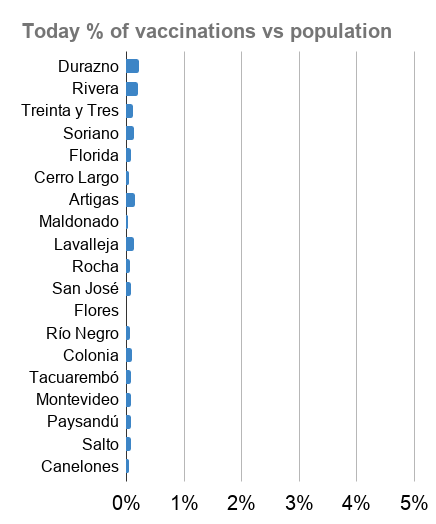 Today % of vaccinations vs population
Durazno
Rivera
Treinta y Tres
Soriano
Florida
Cerro Largo
Artigas
Maldonado
Lavalleja
Rocha
San José
Flores
Río Negro
Colonia
Tacuarembó
Montevideo
Paysandú
Salto
Canelones
0% 1% 2% 3% 4% 5%